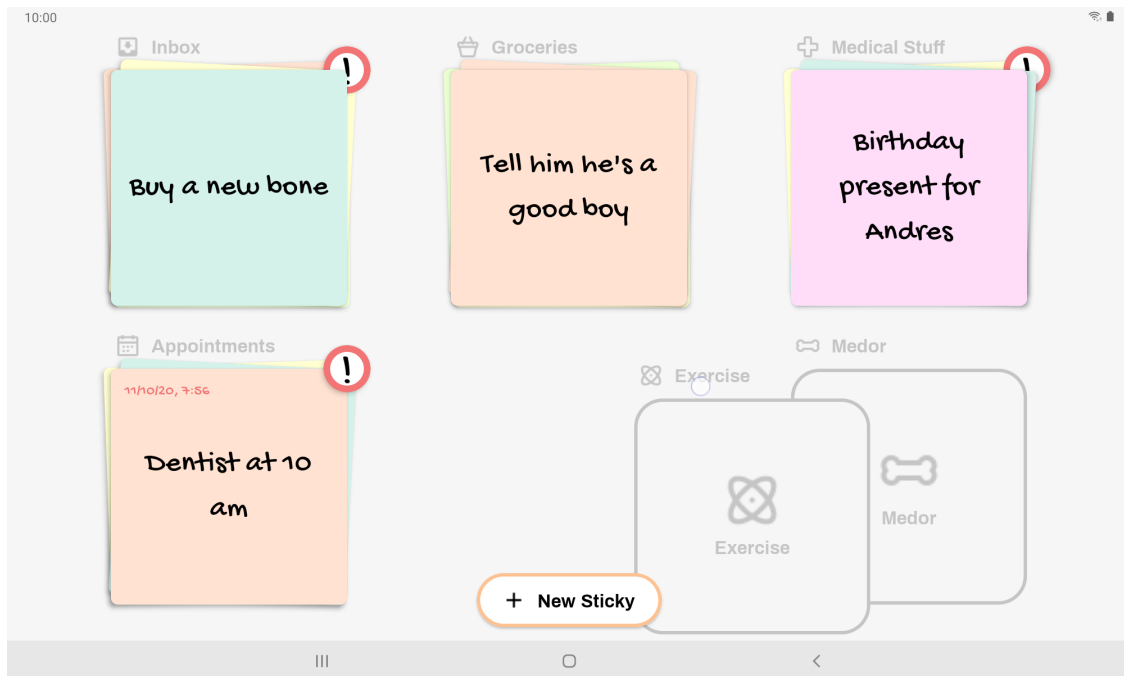 10:00
Inbox
Groceries
Medical Stuff
!
!
Buy a new bone
Tell him he's a
good boy
Birthday
present for
Andres
Appointments
!
11/10/20, 7:56
Dentist at 10
am
Exercise
Medor
Exercise
Medor
+ New Sticky